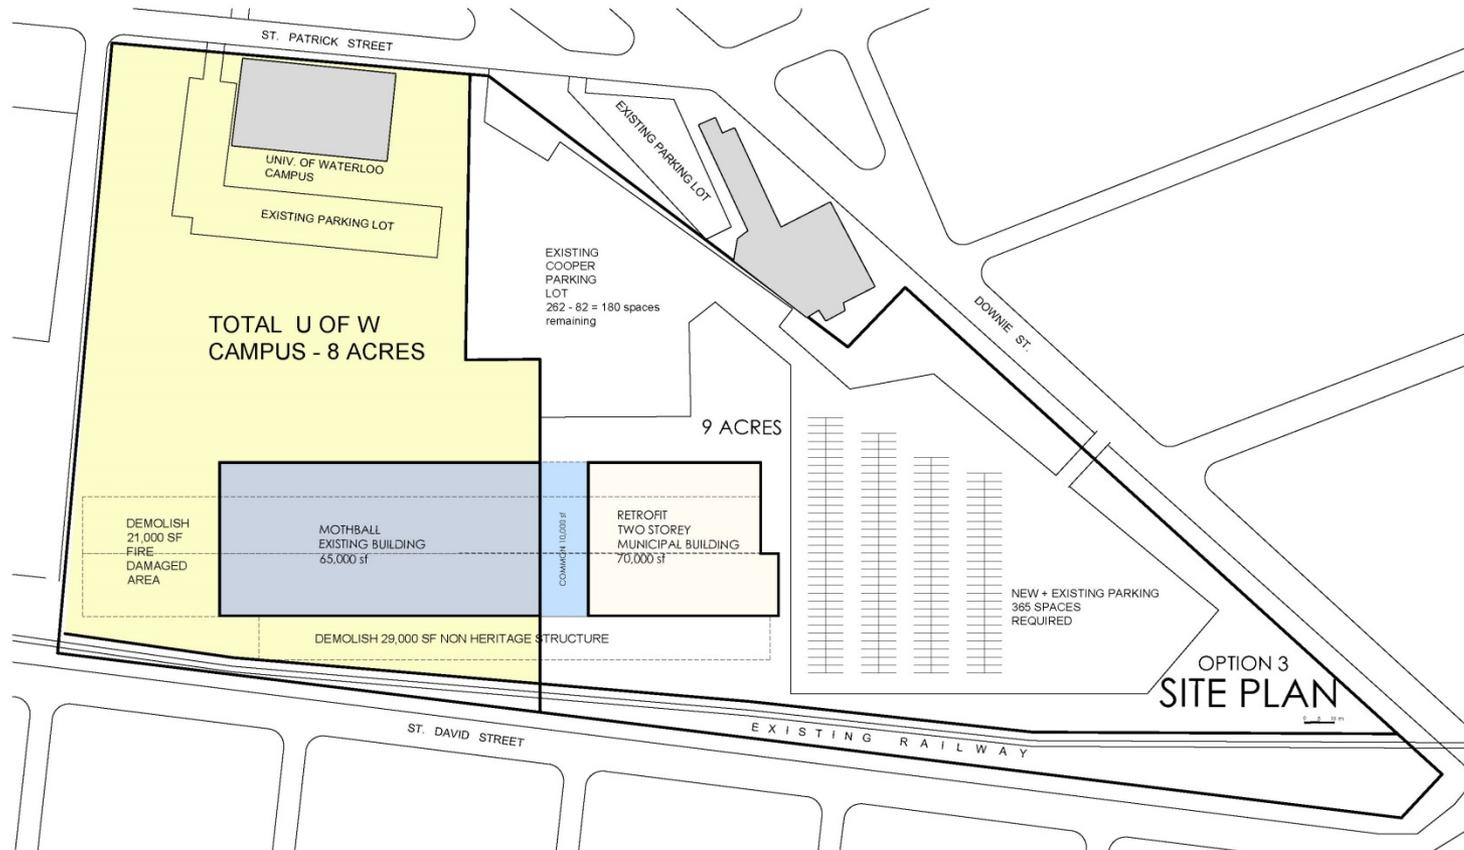 ST. PATRICK STREET
EXISTING PARKING LOT
UNIV. OF WATERLOO
CAMPUS
EXISTING PARKING LOT
EXISTING
COOPER
PARKING
LOT
262 - 82 = 180 spaces
remaining
DOWNIE ST.
TOTAL U OF W
CAMPUS - 8 ACRES
9 ACRES
DEMOLISH
21,000 SF
FIRE
DAMAGED
AREA
MOTHBALL
EXISTING BUILDING
65,000 sf
COMMON 10,000 sf
RETROFIT
TWO STOREY
MUNICIPAL BUILDING
70,000 sf
NEW + EXISTING PARKING
365 SPACES
REQUIRED
DEMOLISH 29,000 SF NON HERITAGE STRUCTURE
OPTION 3
SITE PLAN
ST. DAVID STREET
EXISTING RAILWAY